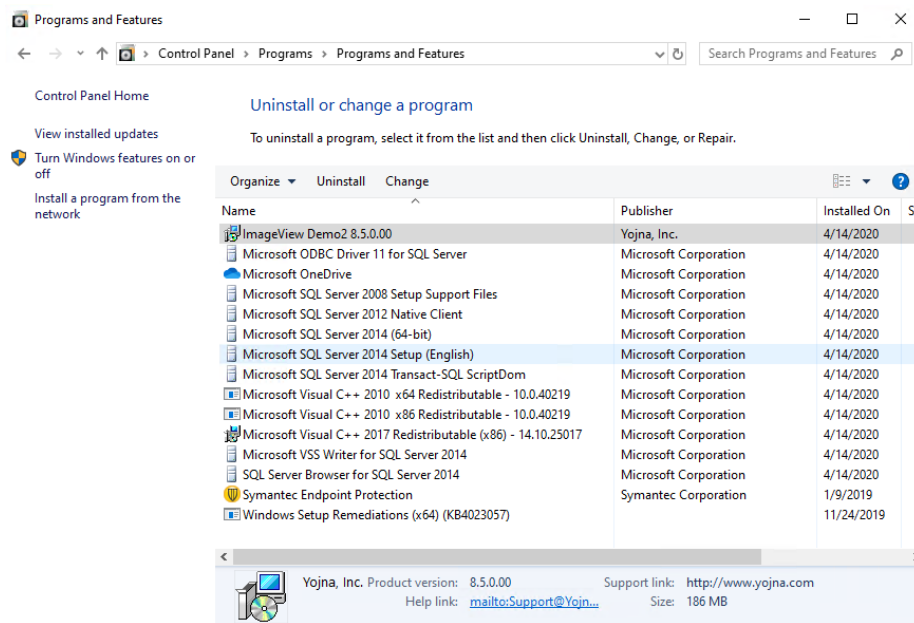 Programs and Features
Control Panel > Programs > Programs and Features
Search Programs and Features
Control Panel Home
View installed updates
Turn Windows features on or
off
Install a program from the
network
Uninstall or change a program
To uninstall a program, select it from the list and then click Uninstall, Change, or Repair.
Organize Uninstall Change ?
Name Publisher Installed On S
ImageView Demo2 8.5.0.00 Yojna, Inc. 4/14/2020
Microsoft ODBC Driver 11 for SQL Server Microsoft Corporation 4/14/2020
Microsoft OneDrive Microsoft Corporation 4/14/2020
Microsoft SQL Server 2008 Setup Support Files Microsoft Corporation 4/14/2020
Microsoft SQL Server 2012 Native Client Microsoft Corporation 4/14/2020
Microsoft SQL Server 2014 (64-bit) Microsoft Corporation 4/14/2020
Microsoft SQL Server 2014 Setup (English) Microsoft Corporation 4/14/2020
Microsoft SQL Server 2014 Transact-SQL ScriptDom Microsoft Corporation 4/14/2020
Microsoft Visual C++ 2010 x64 Redistributable - 10.0.40219 Microsoft Corporation 4/14/2020
Microsoft Visual C++ 2010 x86 Redistributable - 10.0.40219 Microsoft Corporation 4/14/2020
Microsoft Visual C++ 2017 Redistributable (x86) - 14.10.25017 Microsoft Corporation 4/14/2020
Microsoft VSS Writer for SQL Server 2014 Microsoft Corporation 4/14/2020
SQL Server Browser for SQL Server 2014 Microsoft Corporation 4/14/2020
Symantec Endpoint Protection Symantec Corporation 1/9/2019
Windows Setup Remediations (x64) (KB4023057) 11/24/2019
Yojna, Inc. Product version: 8.5.0.00 Support link: http://www.yojna.com
Help link: mailto:Support@Yojn... Size: 186 MB